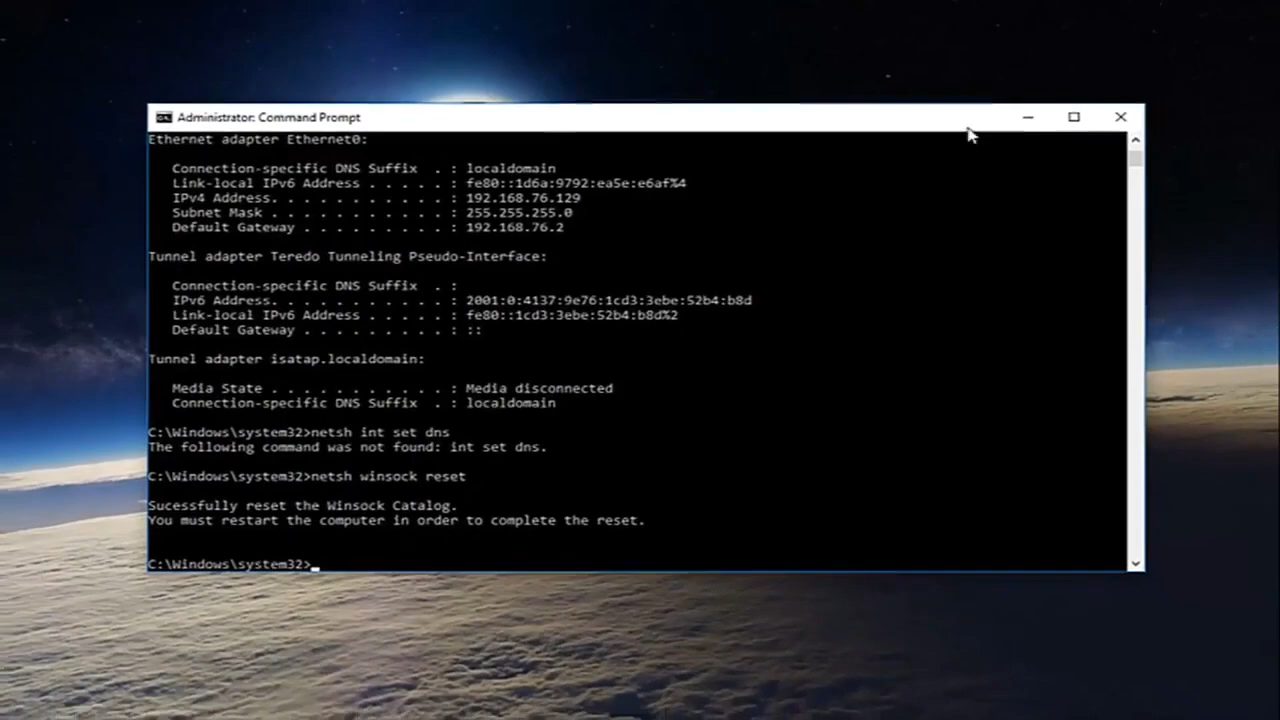 Administrator: Command Prompt
Ethernet adapter Ethernet0:
Connection-specific DNS Suffix . : localdomain
Link-local IPv6 Address . . . . . : fe80::1d6a:9792:ea5e:e6af%4
IPv4 Address. . . . . . . . . . . : 192.168.76.129
Subnet Mask . . . . . . . . . . . : 255.255.255.0
Default Gateway . . . . . . . . . : 192.168.76.2
Tunnel adapter Teredo Tunneling Pseudo-Interface:
Connection-specific DNS Suffix . :
IPv6 Address. . . . . . . . . . . : 2001:0:4137:9e76:1cd3:3ebe:52b4:b8d
Link-local IPv6 Address . . . . . : fe80::1cd3:3ebe:52b4:b8d%2
Default Gateway . . . . . . . . . : ::
Tunnel adapter isatap.localdomain:
Media State . . . . . . . . . . . : Media disconnected
Connection-specific DNS Suffix . : localdomain
C:\Windows\system32>netsh int set dns
The following command was not found: int set dns.
C:\Windows\system32>netsh winsock reset
Sucessfully reset the Winsock Catalog.
You must restart the computer in order to complete the reset.
C:\Windows\system32>